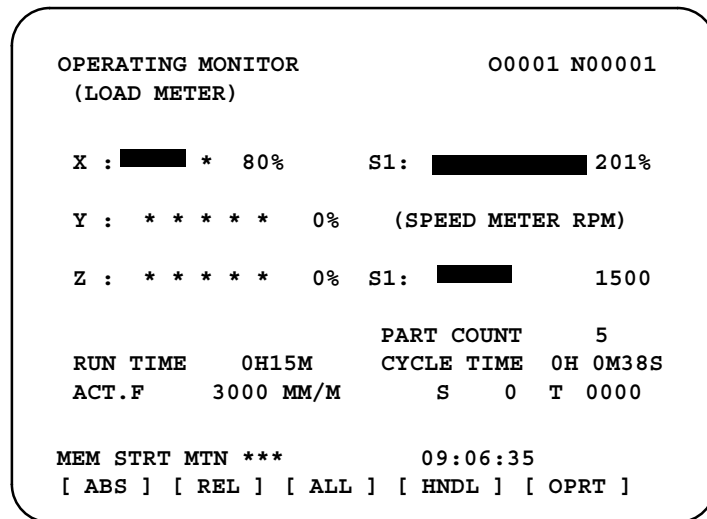 OPERATING MONITOR O0001 N00001
(LOAD METER)
X : * 80% S1: 201%
Y : * * * * * 0% (SPEED METER RPM)
Z : * * * * * 0% S1: 1500
PART COUNT 5
RUN TIME 0H15M CYCLE TIME 0H 0M38S
ACT.F 3000 MM/M S 0 T 0000
MEM STRT MTN *** 09:06:35
[ ABS ] [ REL ] [ ALL ] [ HNDL ] [ OPRT ]